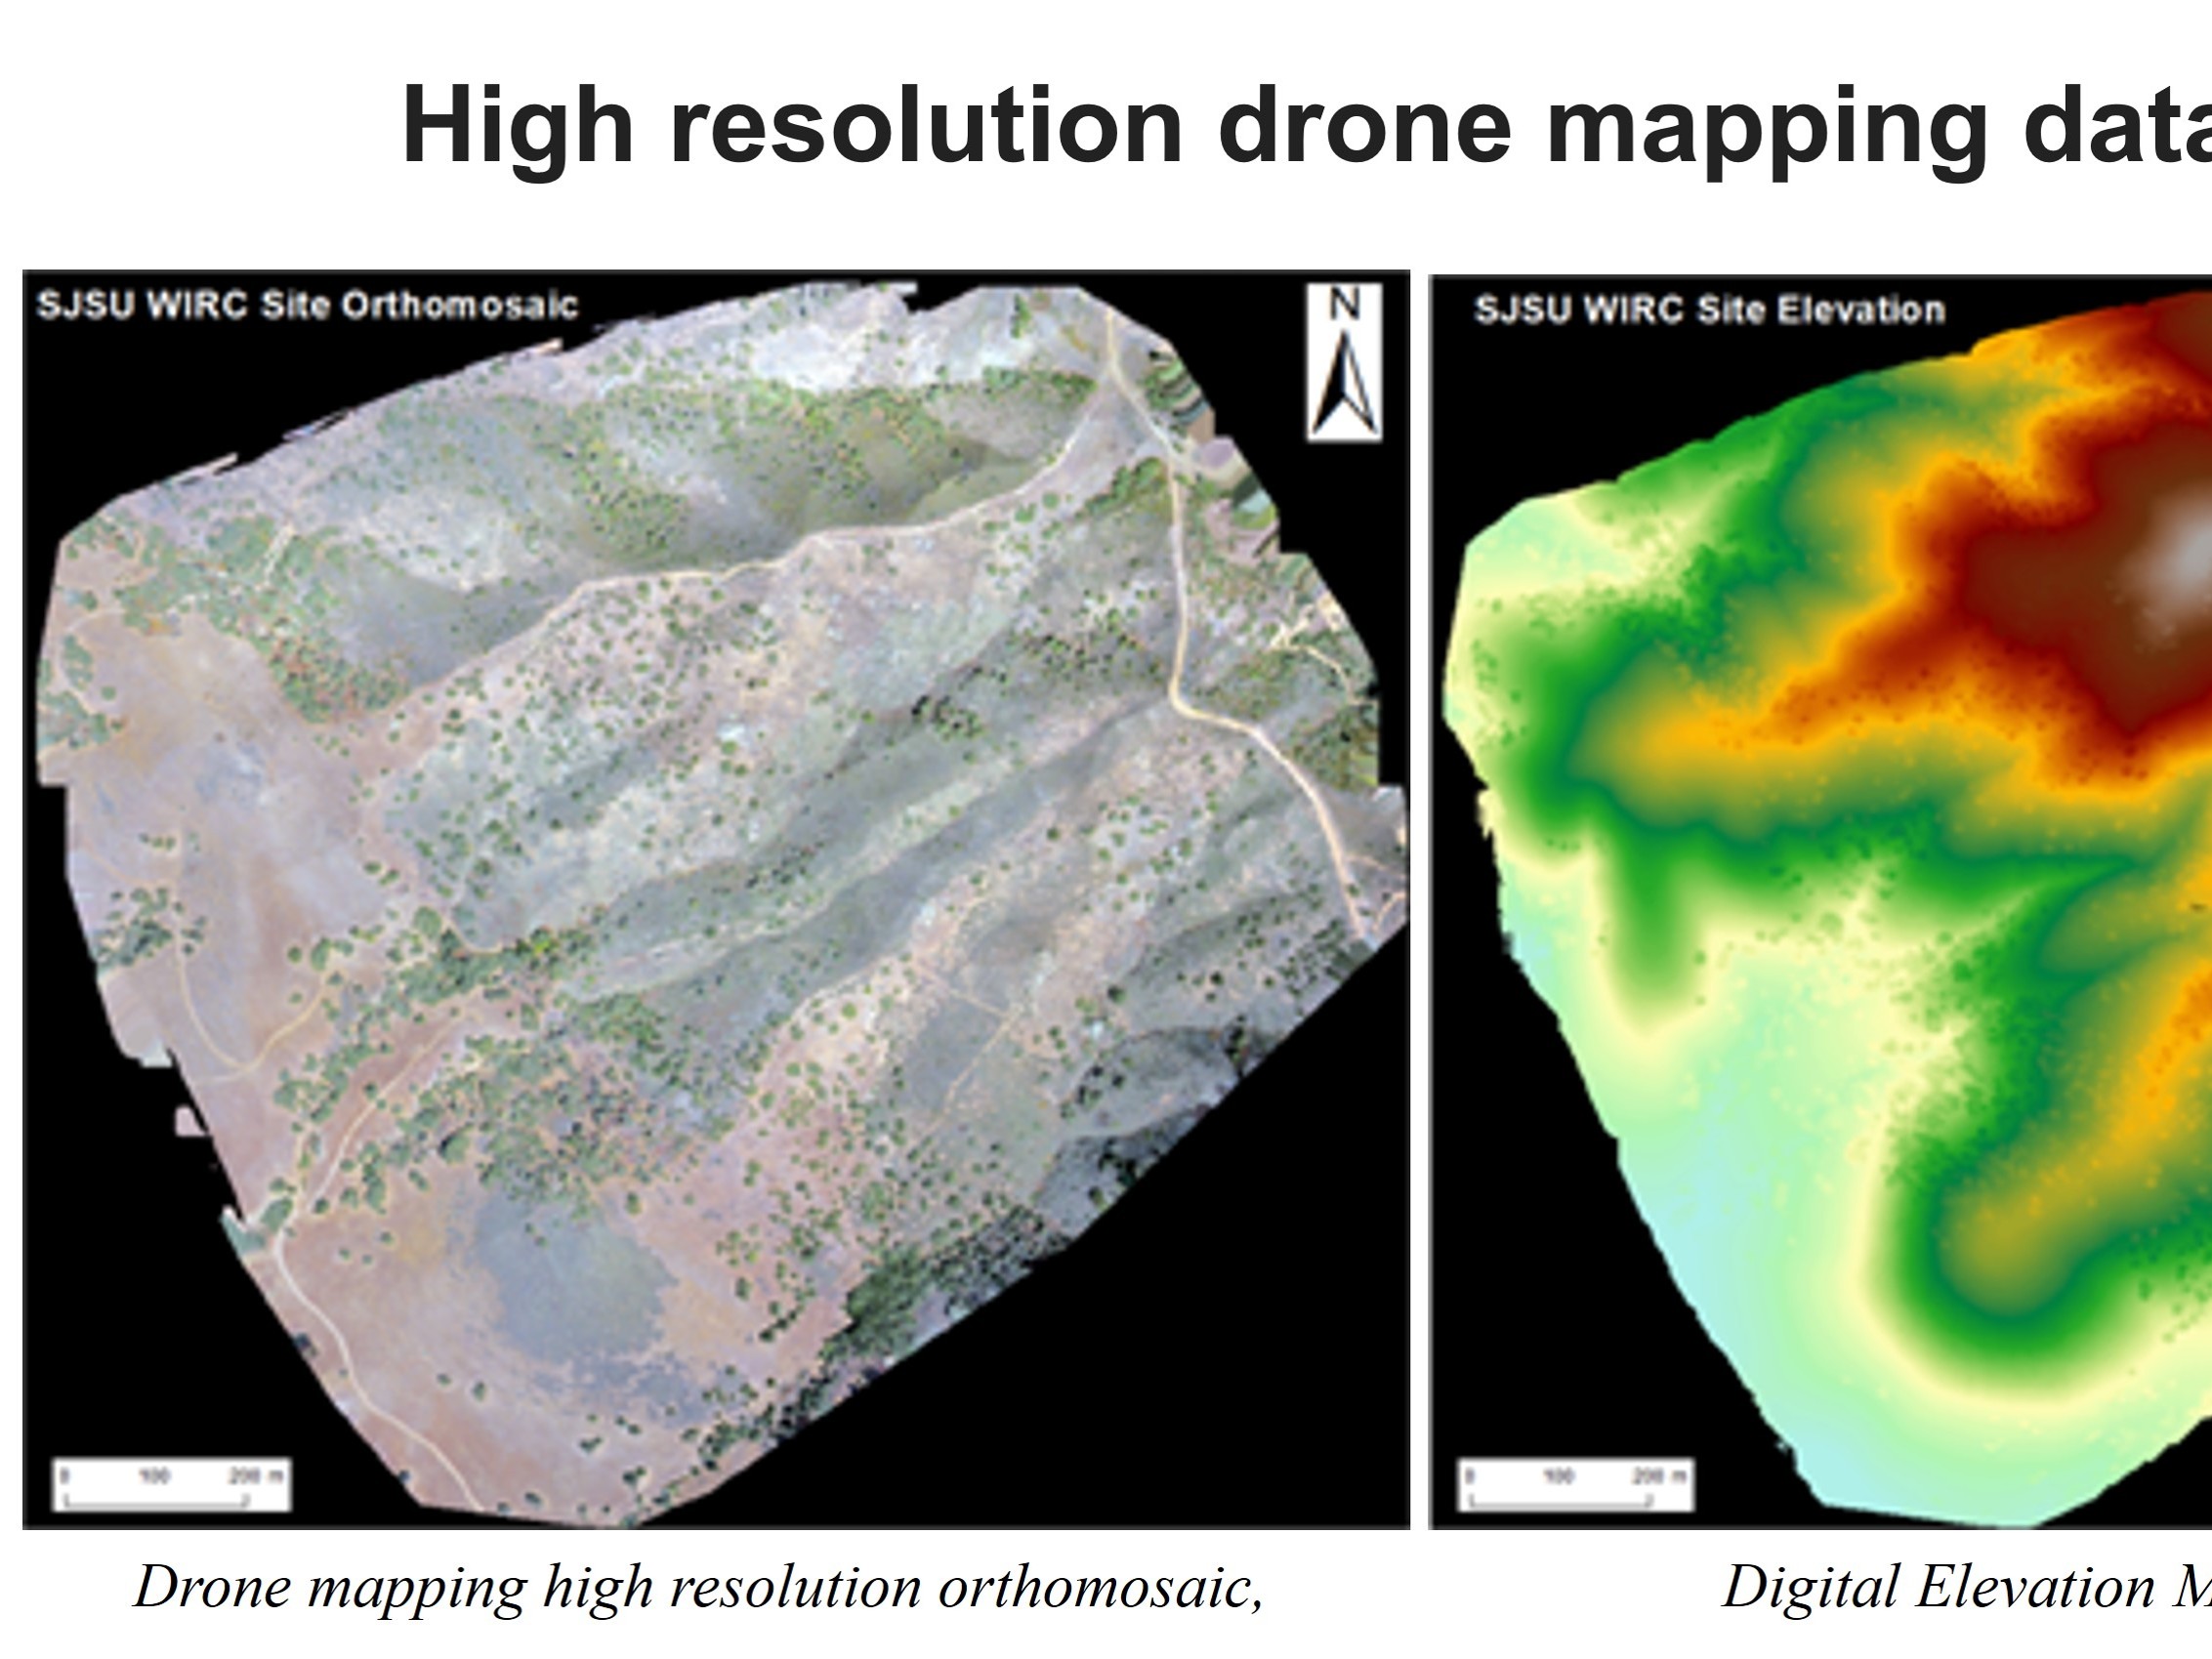 High resolution drone mapping data
SJSU WIRC Site Orthomosaic
N
0 100 200 m
SJSU WIRC Site Elevation
0 100 200 m
Drone mapping high resolution orthomosaic,
Digital Elevation M